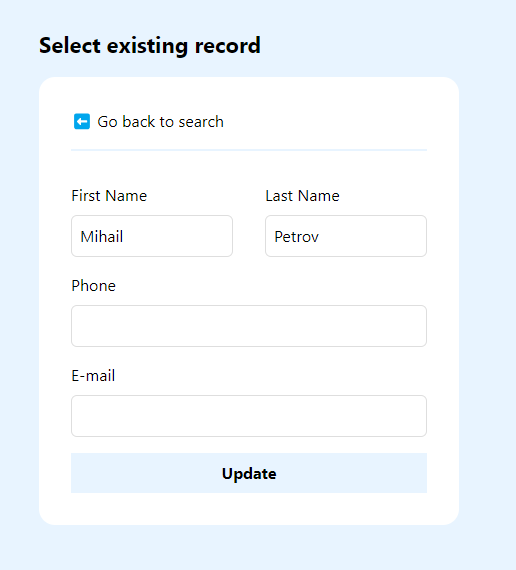 Select existing record
⬅️ Go back to search
First Name Last Name
Mihail Petrov
Phone
E-mail
Update